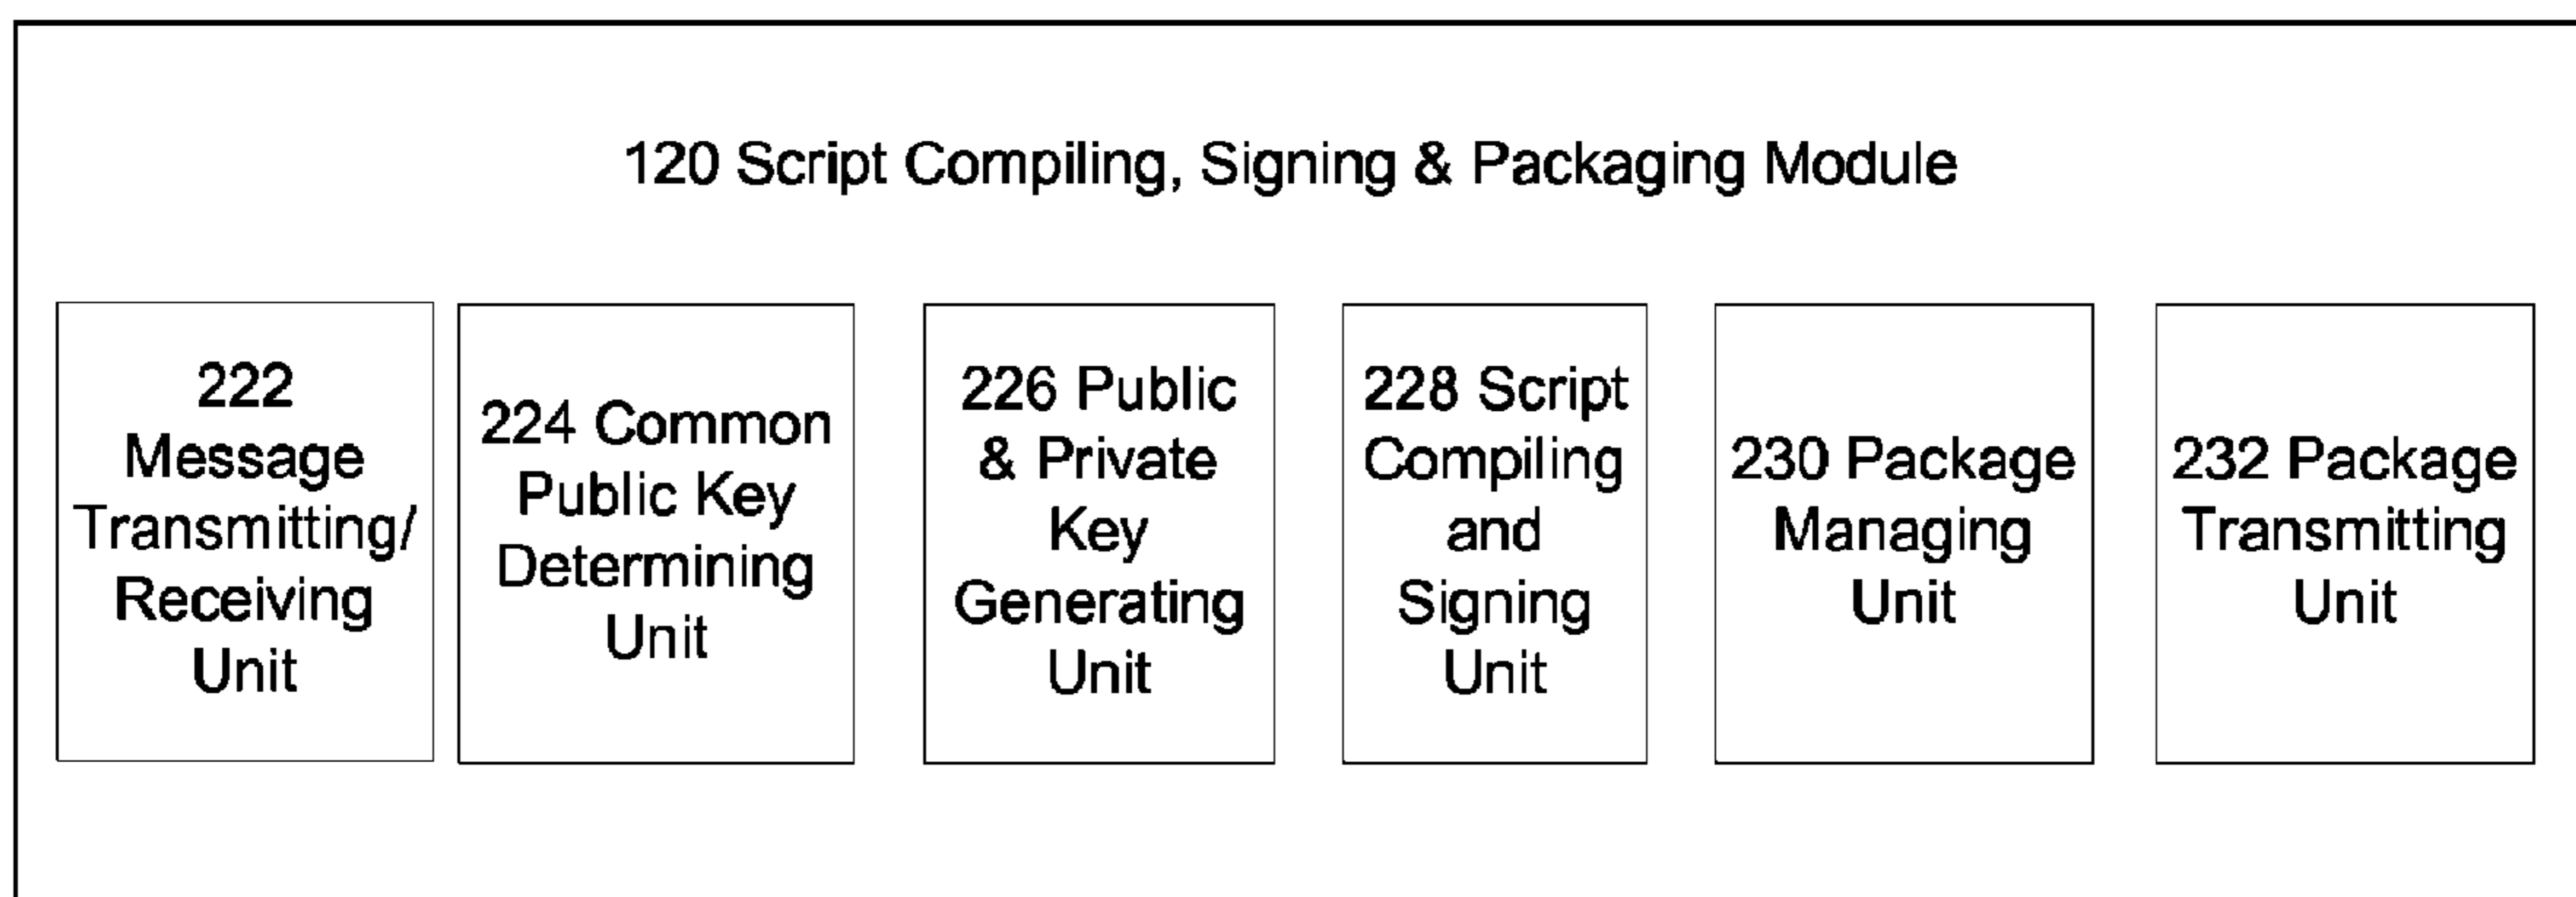 120 Script Compiling, Signing & Packaging Module
222
Message
Transmitting/
Receiving
Unit
224 Common
Public Key
Determining
Unit
226 Public
& Private
Key
Generating
Unit
228 Script
Compiling
and
Signing
Unit
230 Package
Managing
Unit
232 Package
Transmitting
Unit